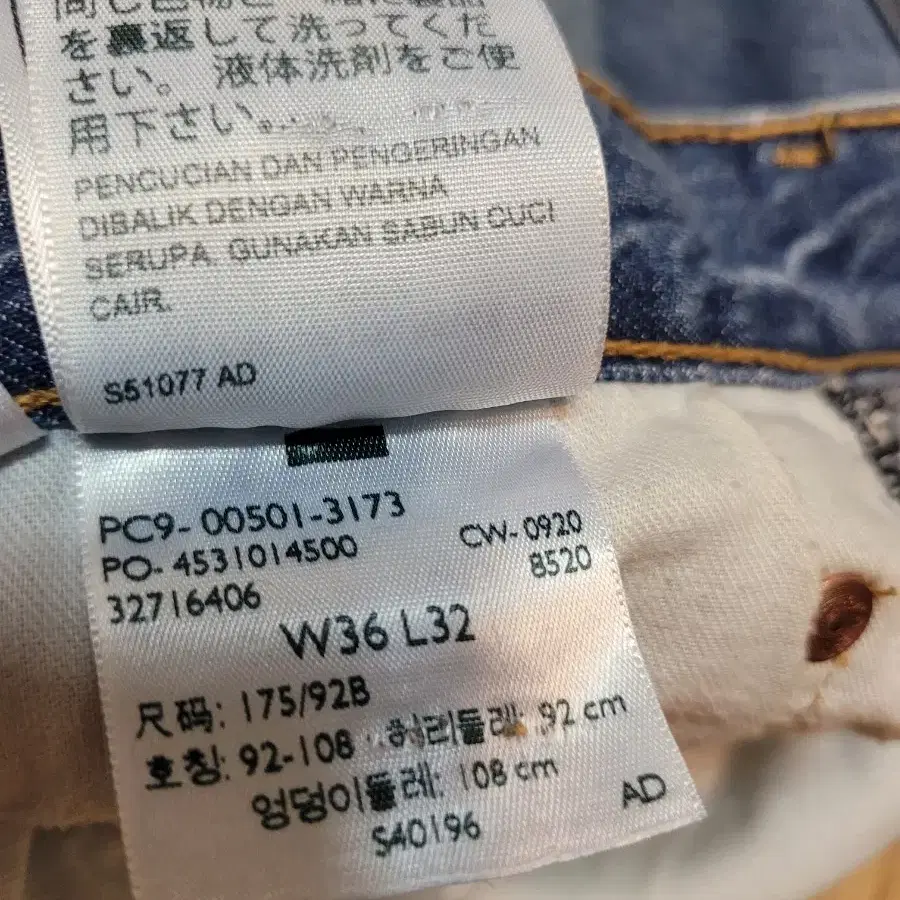 を裏返して洗ってくだ
さい。 液体洗剤をご使
用下さい。
PENCUCIAN DAN PENGERINGAN
DIBALIK DENGAN WARNA
SERUPA. GUNAKAN SABUN CUCI
CAIR.
S51077 AD
PC9-00501-3173
PO-4531014500
CW-0920
32716406
8520
W36 L32
尺码: 175/92B
호칭: 92-108 허리둘레: 92 cm
엉덩이둘레: 108 cm
AD
S40196